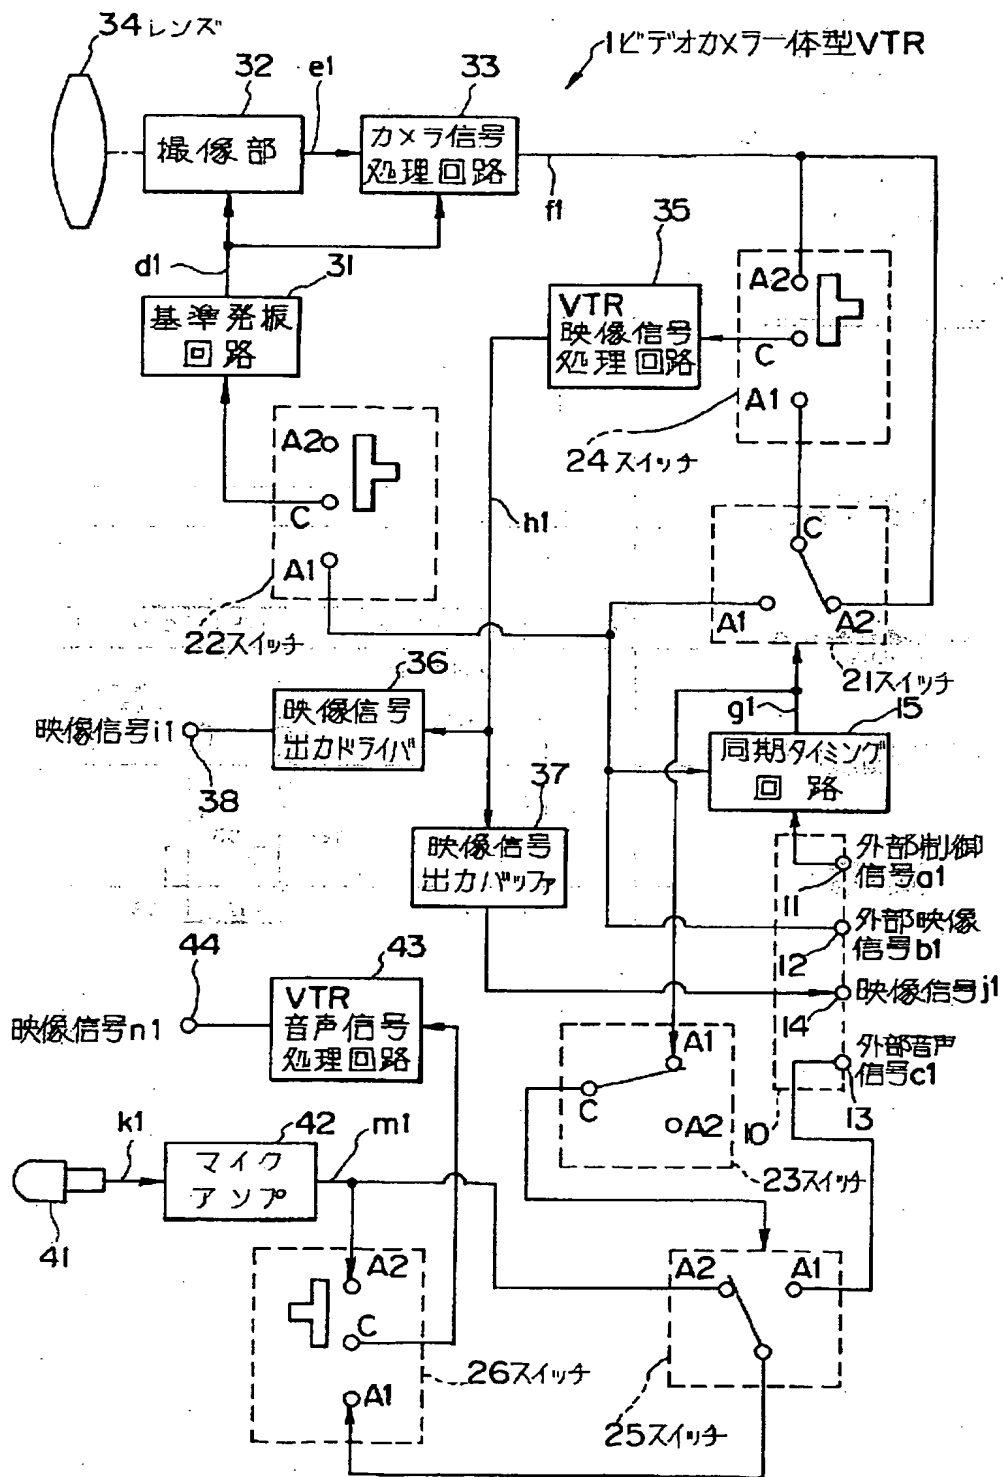 34レンズ
1ビデオカメラ一体型VTR
32
e1
33
撮像部
カメラ信号
処理回路
f1
35
d1
31
基準発振
回路
VTR
映像信号
処理回路
A2
C
A1
24スイッチ
A2
C
A1
22スイッチ
h1
C
A1
A2
21スイッチ
36
映像信号i1
38
映像信号
出力ドライバ
g1
15
同期タイミング
回路
37
映像信号
出力バッファ
外部制御
信号a1
11
外部映像
信号b1
12
映像信号j1
14
外部音声
信号c1
13
10
44
43
映像信号n1
VTR
音声信号
処理回路
A1
C
A2
23スイッチ
k1
42
m1
マイク
アンプ
41
A2
C
A1
26スイッチ
A2
A1
25スイッチ